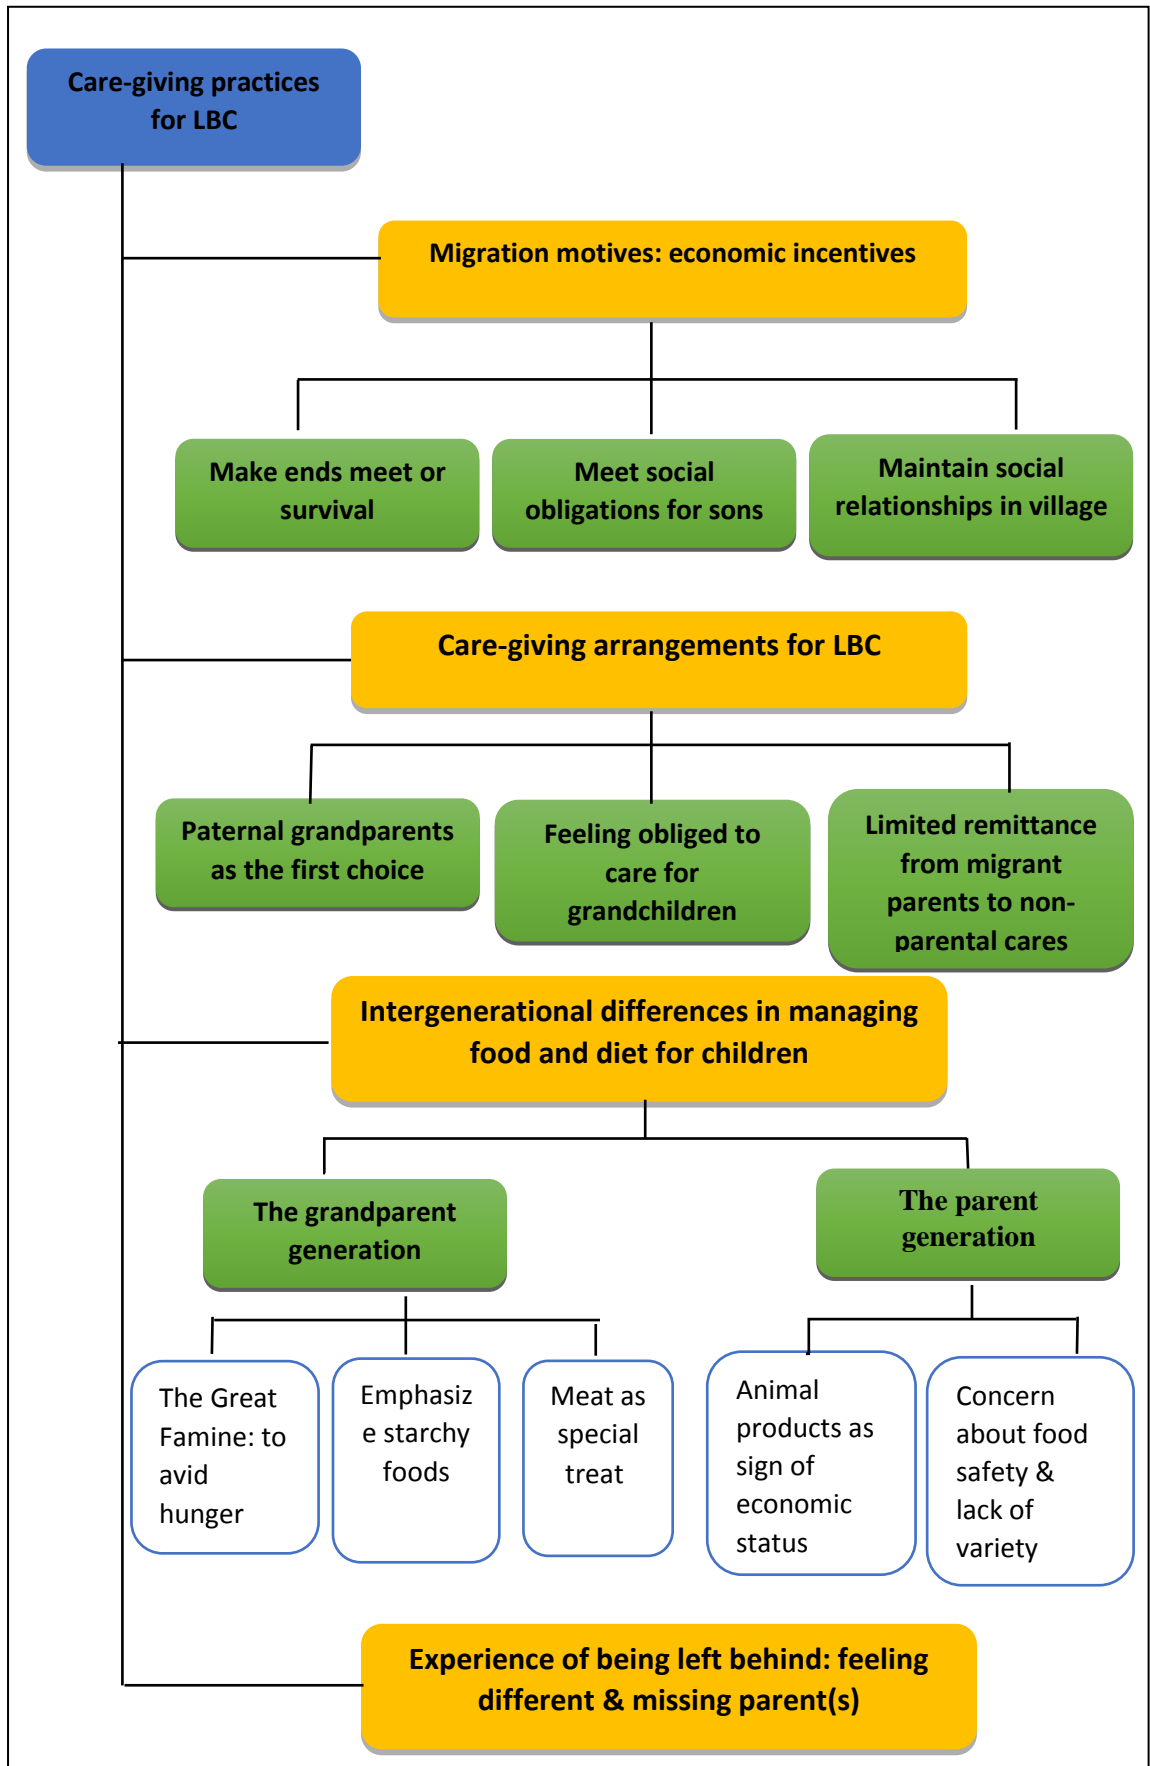 Care-giving practices
for LBC
Migration motives: economic incentives
Make ends meet or
survival
Meet social
obligations for sons
Maintain social
relationships in village
Care-giving arrangements for LBC
Paternal grandparents
as the first choice
Feeling obliged to
care for
grandchildren
Limited remittance
from migrant
parents to non-
parental cares
Intergenerational differences in managing
food and diet for children
The grandparent
generation
The parent
generation
The Great
Famine: to
avid
hunger
Emphasiz
e starchy
foods
Meat as
special
treat
Animal
products as
sign of
economic
status
Concern
about food
safety &
lack of
variety
Experience of being left behind: feeling
different & missing parent(s)